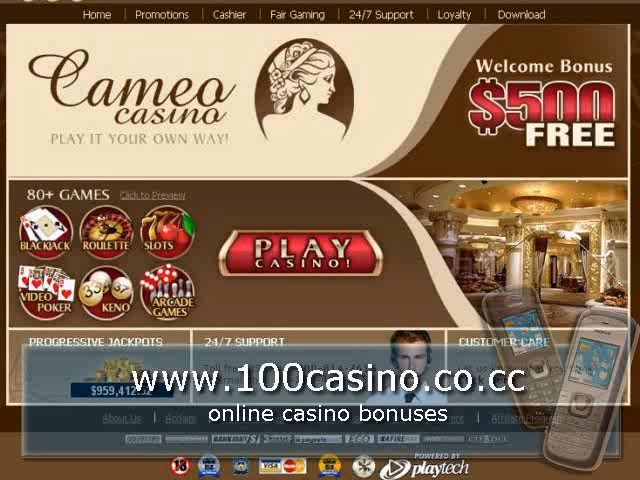 Home | Promotions | Cashier | Fair Gaming | 24/7 Support | Loyalty | Download
Cameo
casino
PLAY IT YOUR OWN WAY!
Welcome Bonus
$500
FREE
80+ GAMES Click to Preview
BLACKJACK ROULETTE SLOTS
VIDEO POKER KENO ARCADE GAMES
PLAY
CASINO!
PROGRESSIVE JACKPOTS 24/7 SUPPORT CUSTOMER CARE
www.100casino.co.cc
online casino bonuses
About Us
POWERED BY
playtech
18
VISA
NOKIA